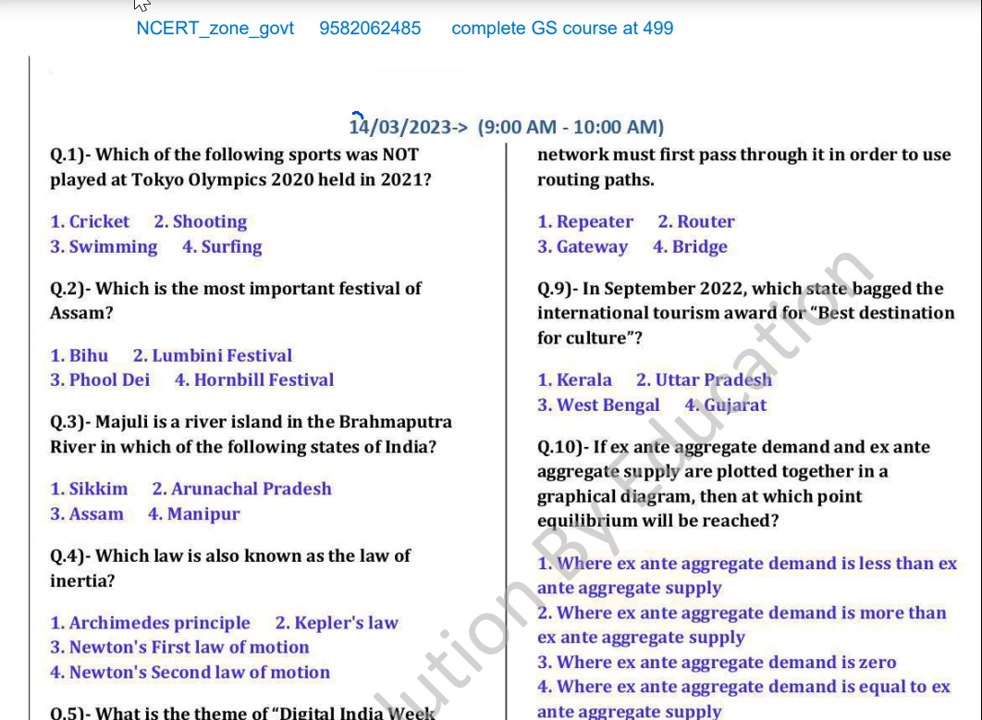 NCERT_zone_govt 9582062485 complete GS course at 499
14/03/2023-> (9:00 AM - 10:00 AM)
Q.1)- Which of the following sports was NOT
played at Tokyo Olympics 2020 held in 2021?
1. Cricket 2. Shooting
3. Swimming 4. Surfing
Q.2)- Which is the most important festival of
Assam?
1. Bihu 2. Lumbini Festival
3. Phool Dei 4. Hornbill Festival
Q.3)- Majuli is a river island in the Brahmaputra
River in which of the following states of India?
1. Sikkim 2. Arunachal Pradesh
3. Assam 4. Manipur
Q.4)- Which law is also known as the law of
inertia?
1. Archimedes principle 2. Kepler's law
3. Newton's First law of motion
4. Newton's Second law of motion
Q.5)- What is the theme of "Digital India Week
network must first pass through it in order to use
routing paths.
1. Repeater 2. Router
3. Gateway 4. Bridge
Q.9)- In September 2022, which state bagged the
international tourism award for "Best destination
for culture"?
1. Kerala 2. Uttar Pradesh
3. West Bengal 4. Gujarat
Q.10)- If ex ante aggregate demand and ex ante
aggregate supply are plotted together in a
graphical diagram, then at which point
equilibrium will be reached?
1. Where ex ante aggregate demand is less than ex
ante aggregate supply
2. Where ex ante aggregate demand is more than
ex ante aggregate supply
3. Where ex ante aggregate demand is zero
4. Where ex ante aggregate demand is equal to ex
ante aggregate supply
lution By Education